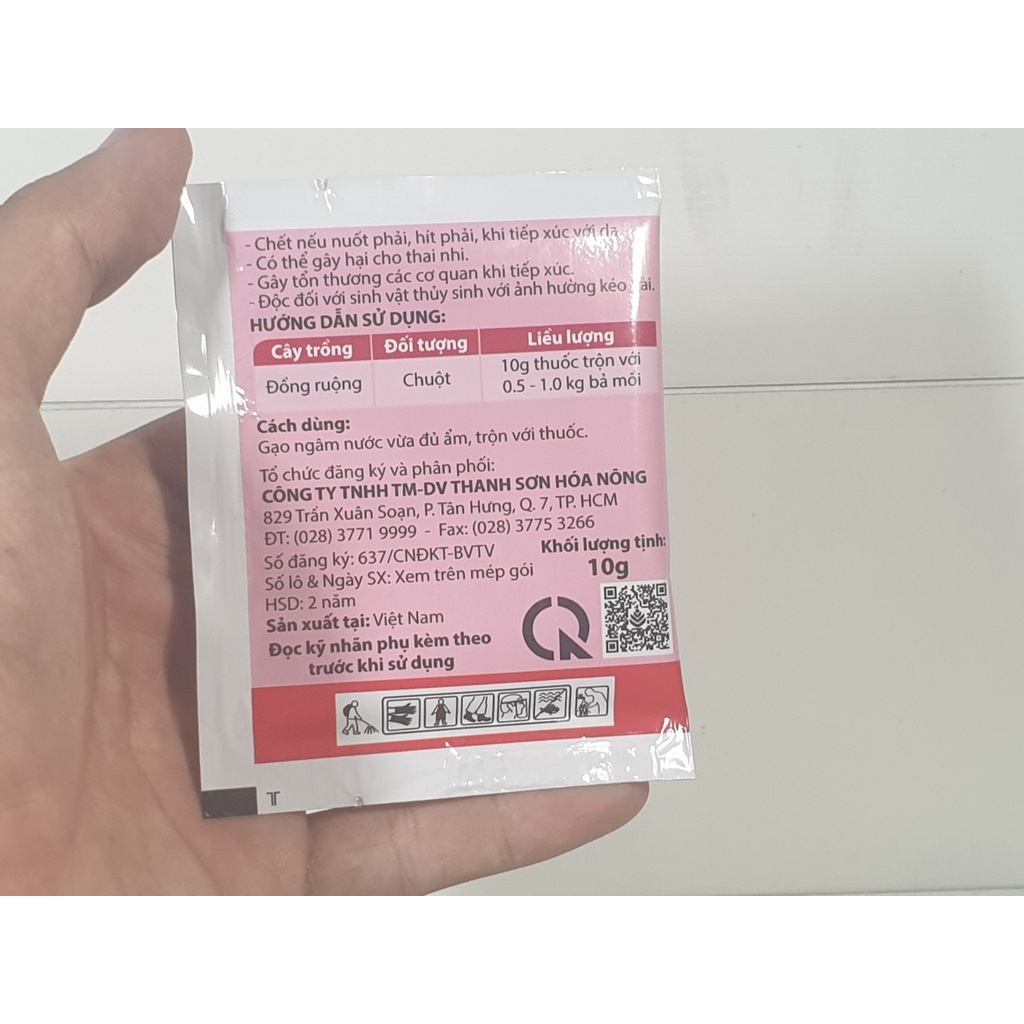 - Chết nếu nuốt phải, hít phải, khi tiếp xúc với da
- Có thể gây hại cho thai nhi.
- Gây tổn thương các cơ quan khi tiếp xúc.
- Độc đối với sinh vật thủy sinh với ảnh hưởng kéo dài.
HƯỚNG DẪN SỬ DỤNG:
Cây trồng Đối tượng Liều lượng
Đồng ruộng Chuột 10g thuốc trộn với
0.5 - 1.0 kg bả mồi
Cách dùng:
Gạo ngâm nước vừa đủ ẩm, trộn với thuốc.
Tổ chức đăng ký và phân phối:
CÔNG TY TNHH TM-DV THANH SƠN HÓA NÔNG
829 Trần Xuân Soạn, P. Tân Hưng, Q. 7, TP. HCM
ĐT: (028) 3771 9999 - Fax: (028) 3775 3266
Số đăng ký: 637/CNĐKT-BVTV
Khối lượng tịnh:
10g
Số lô & Ngày SX: Xem trên mép gói
HSD: 2 năm
Sản xuất tại: Việt Nam
Đọc kỹ nhãn phụ kèm theo
trước khi sử dụng